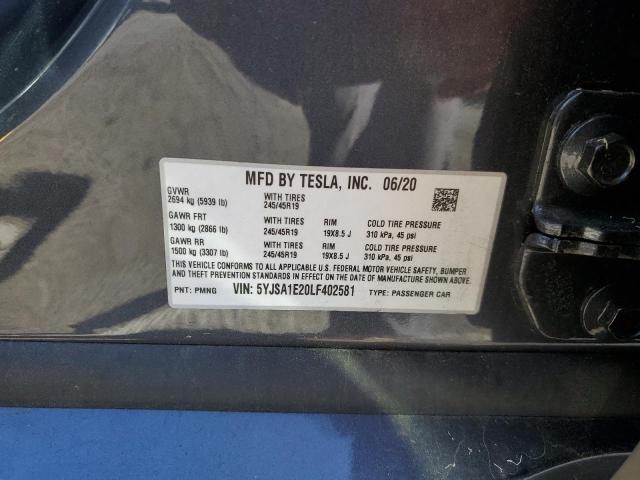 MFD BY TESLA, INC. 06/20
GVWR WITH TIRES
2694 kg (5939 lb) 245/45R19
GAWR FRT WITH TIRES RIM COLD TIRE PRESSURE
1300 kg (2866 lb) 245/45R19 19X8.5 J 310 kPa, 45 psi
GAWR RR WITH TIRES RIM COLD TIRE PRESSURE
1500 kg (3307 lb) 245/45R19 19X8.5 J 310 kPa, 45 psi
THIS VEHICLE CONFORMS TO ALL APPLICABLE U.S. FEDERAL MOTOR VEHICLE SAFETY, BUMPER
AND THEFT PREVENTION STANDARDS IN EFFECT ON THE DATE OF MANUFACTURE SHOWN ABOVE.
PNT: PMNG VIN: 5YJSA1E20LF402581 TYPE: PASSENGER CAR